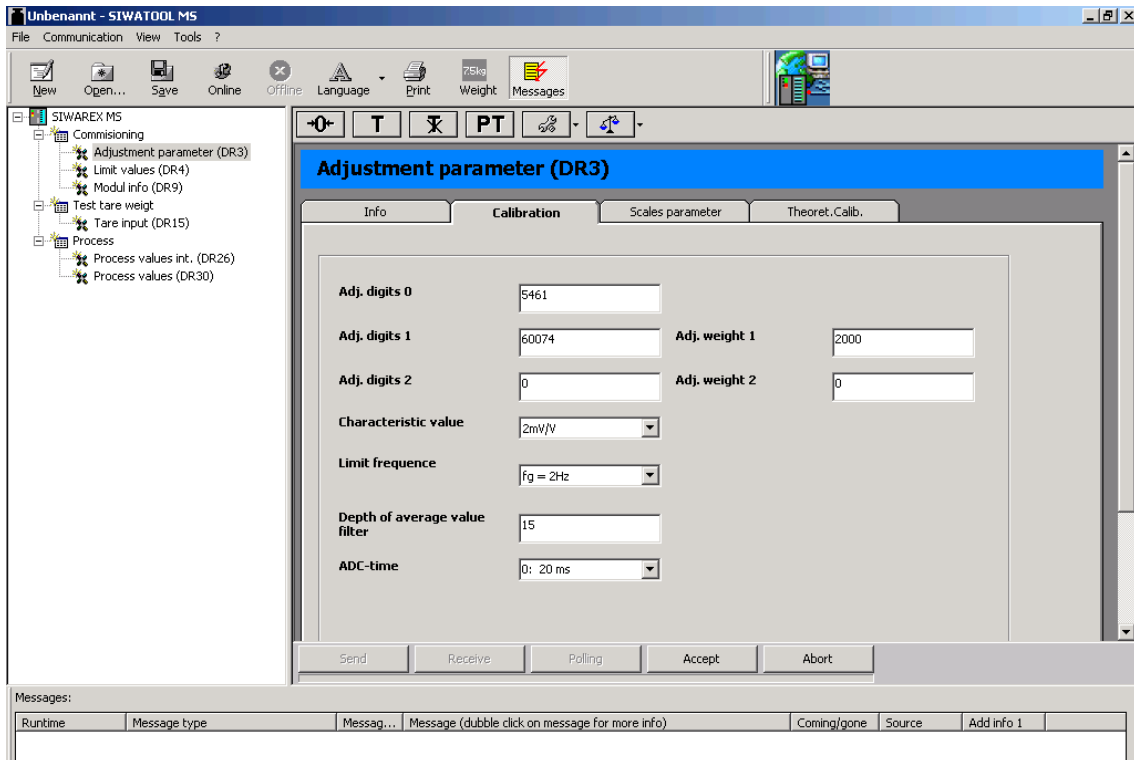 Unbenannt - SIWATOOL MS
File Communication View Tools ?
New Open... Save Online Offline Language Print Weight Messages
7.5kg
SIWAREX MS
Commisioning
Adjustment parameter (DR3)
Limit values (DR4)
Modul info (DR9)
Test tare weigt
Tare input (DR15)
Process
Process values int. (DR26)
Process values (DR30)
→0← T T PT
Adjustment parameter (DR3)
Info Calibration Scales parameter Theoret.Calib.
Adj. digits 0 5461
Adj. digits 1 60074 Adj. weight 1 2000
Adj. digits 2 0 Adj. weight 2 0
Characteristic value 2mV/V
Limit frequence fg = 2Hz
Depth of average value
filter 15
ADC-time 0: 20 ms
Send Receive Polling Accept Abort
Messages:
Runtime Message type Messag... Message (dubble click on message for more info) Coming/gone Source Add info 1